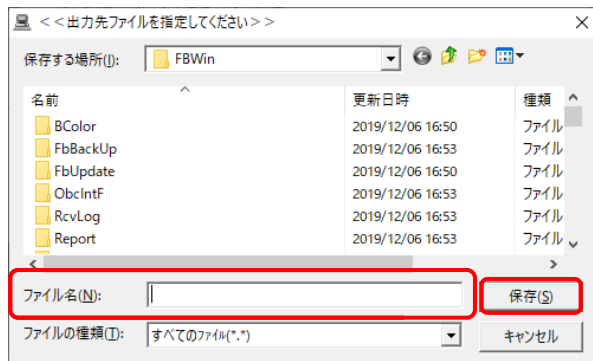 <<出力先ファイルを指定してください>>
保存する場所(I): FBWin
名前 更新日時 種類
BColor 2019/12/06 16:50 ファイル
FbBackUp 2019/12/06 16:53 ファイル
FbUpdate 2019/12/06 16:50 ファイル
ObcIntF 2019/12/06 16:53 ファイル
RcvLog 2019/12/06 16:53 ファイル
Report 2019/12/06 16:53 ファイル
ファイル名(N): 保存(S)
ファイルの種類(T): すべてのファイル(*.*) キャンセル